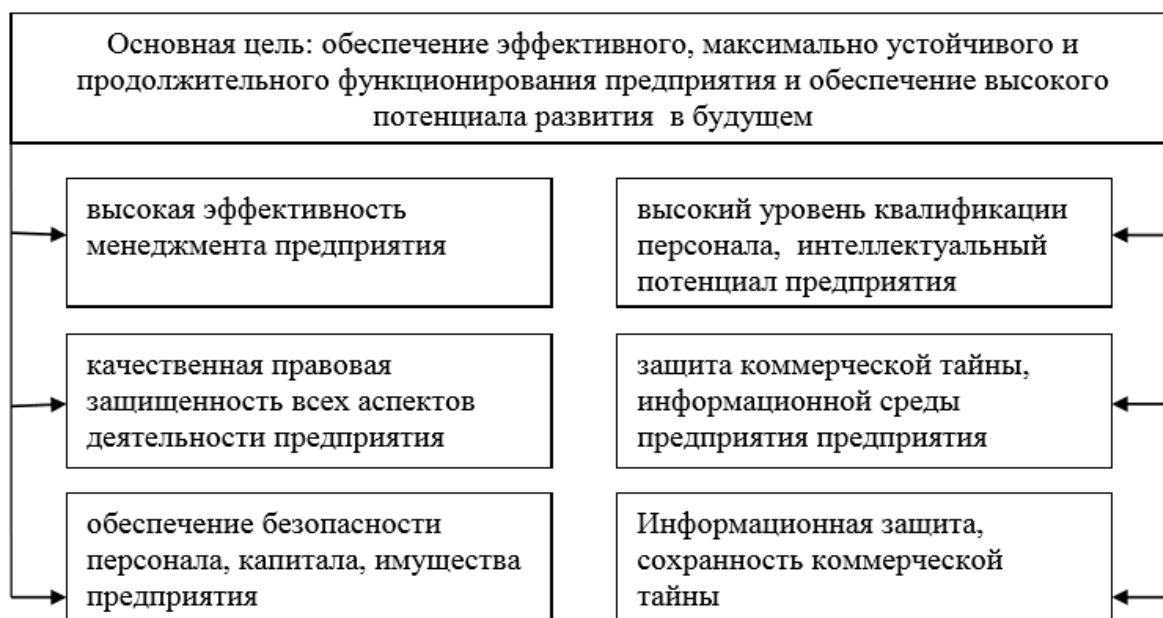 Основная цель: обеспечение эффективного, максимально устойчивого и
продолжительного функционирования предприятия и обеспечение высокого
потенциала развития в будущем
высокая эффективность
менеджмента предприятия
высокий уровень квалификации
персонала, интеллектуальный
потенциал предприятия
качественная правовая
защищенность всех аспектов
деятельности предприятия
защита коммерческой тайны,
информационной среды
предприятия предприятия
обеспечение безопасности
персонала, капитала, имущества
предприятия
Информационная защита,
сохранность коммерческой
тайны